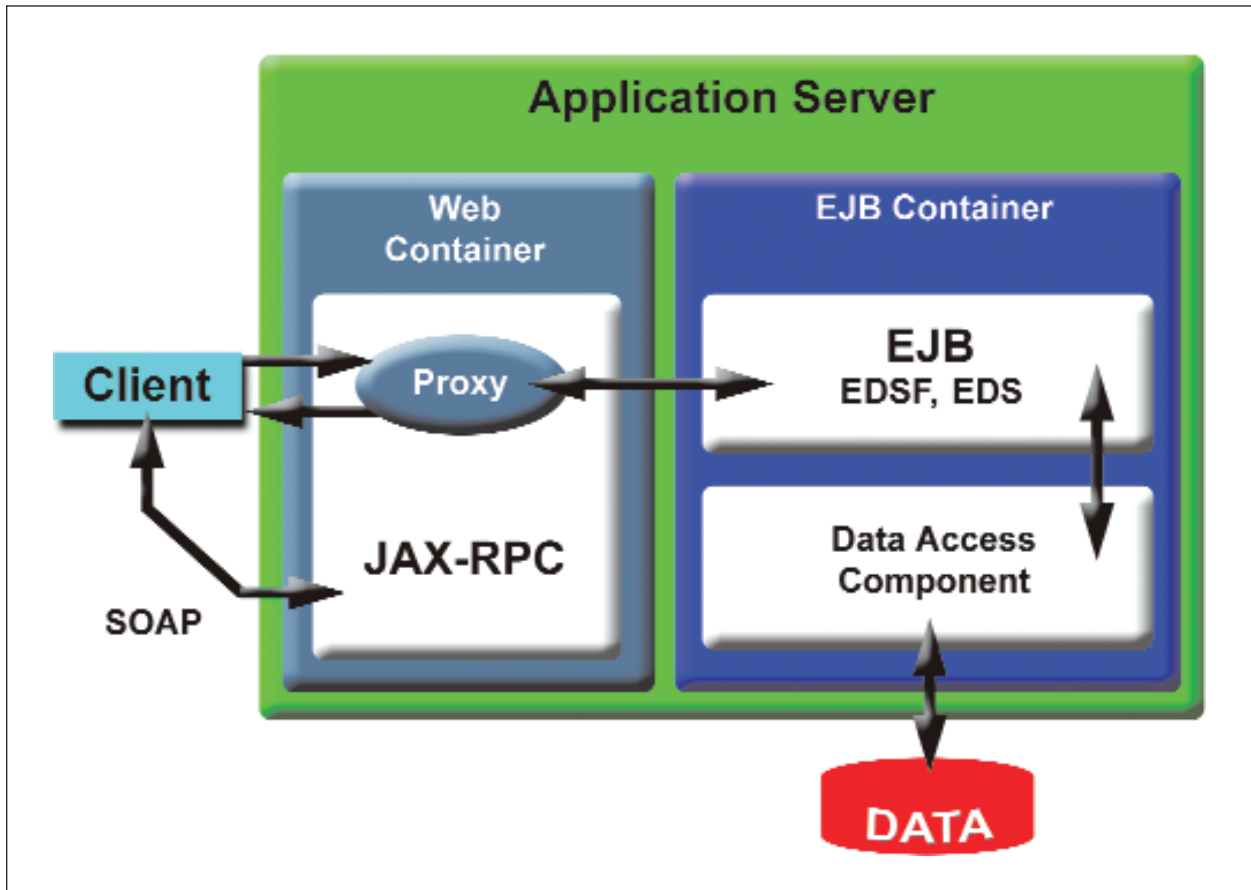 Application Server
Web
Container
EJB Container
Client
Proxy
EJB
EDSF, EDS
JAX-RPC
Data Access
Component
SOAP
DATA